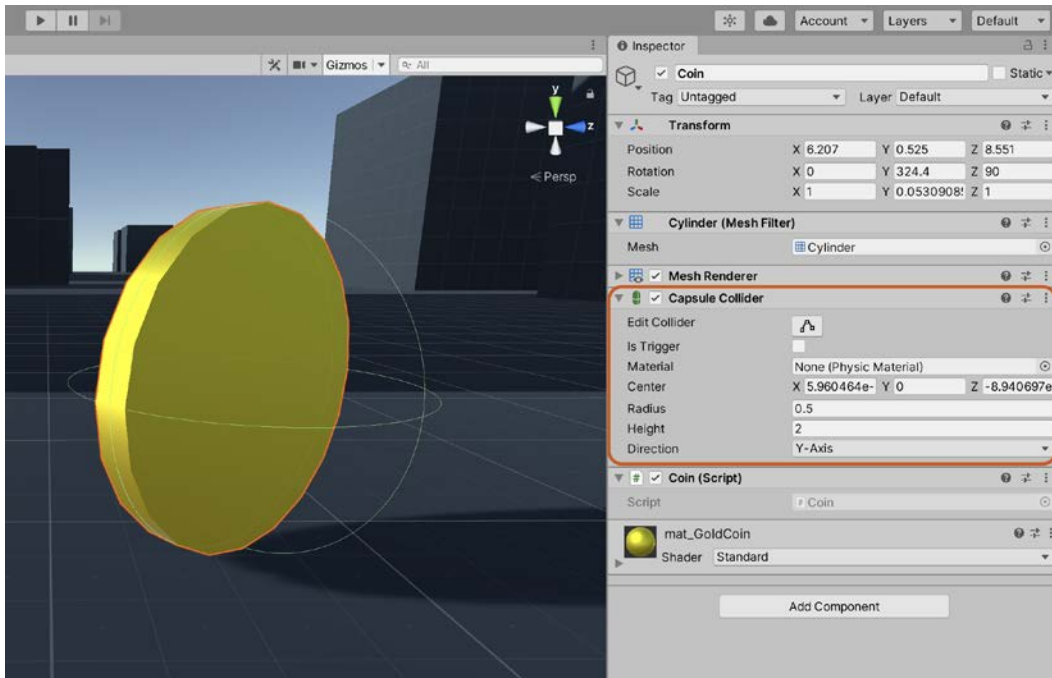 Account
Layers
Default
Inspector
Gizmos
All
Coin
Static
Tag Untagged Layer Default
y
z
Persp
Transform
Position X 6.207 Y 0.525 Z 8.551
Rotation X 0 Y 324.4 Z 90
Scale X 1 Y 0.0530908 Z 1
Cylinder (Mesh Filter)
Mesh Cylinder
Mesh Renderer
Capsule Collider
Edit Collider
Is Trigger
Material None (Physic Material)
Center X 5.960464e- Y 0 Z -8.940697e
Radius 0.5
Height 2
Direction Y-Axis
# Coin (Script)
Script # Coin
mat_GoldCoin
Shader Standard
Add Component